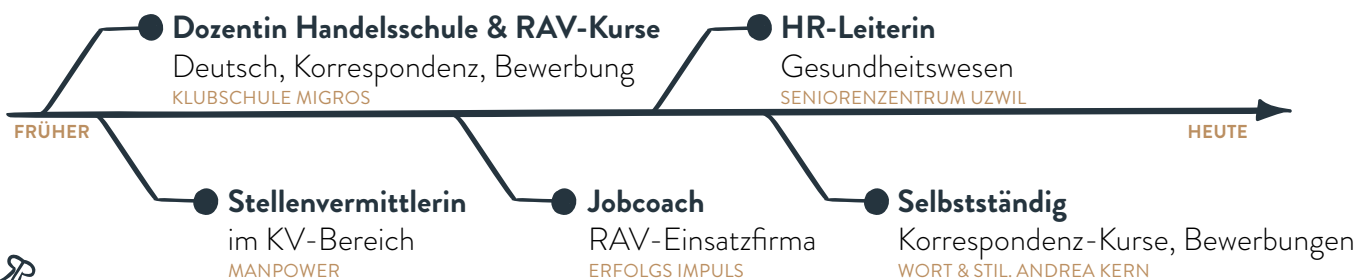 Dozentin Handelsschule & RAV-Kurse
Deutsch, Korrespondenz, Bewerbung
KLUBSCHULE MIGROS
HR-Leiterin
Gesundheitswesen
SENIORENZENTRUM UZWIL
FRÜHER
HEUTE
Stellenvermittlerin
im KV-Bereich
MANPOWER
Jobcoach
RAV-Einsatzfirma
ERFOLGS IMPULS
Selbstständig
Korrespondenz-Kurse, Bewerbungen
WORT & STIL. ANDREA KERN